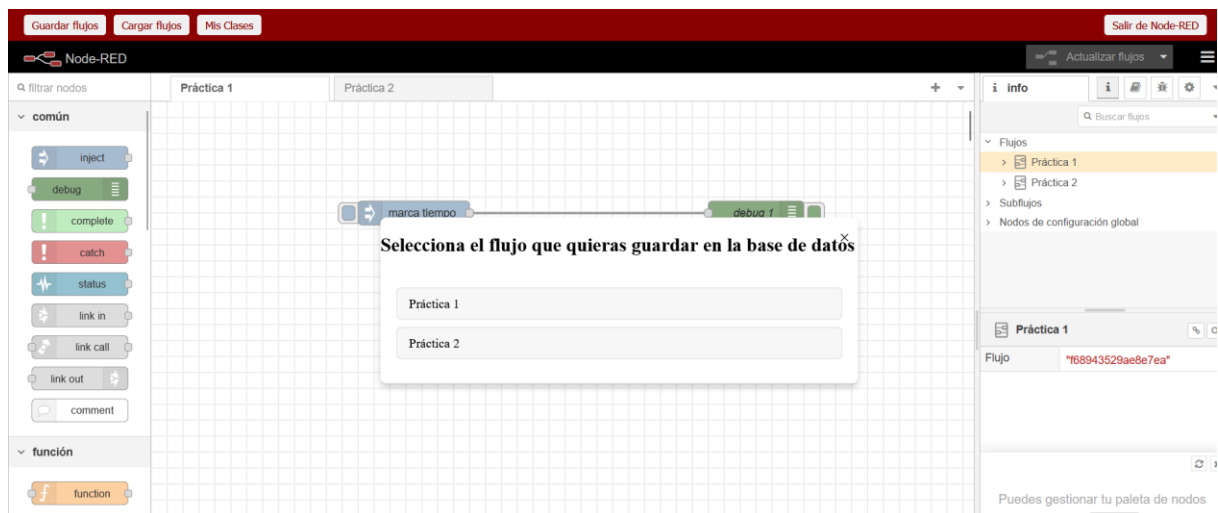 Guardar flujos Cargar flujos Mis Clases Salir de Node-RED
Node-RED Actualizar flujos
filtrar nodos Práctica 1 Práctica 2 i info
común Buscar flujos
Flujos
inject Práctica 1
debug Práctica 2
Subflujos
complete marca tiempo debug 1 Nodos de configuración global
Selecciona el flujo que quieras guardar en la base de datos
catch
status
Práctica 1
link in
Práctica 1
link call Práctica 2
Flujo "f68943529ae8e7ea"
link out
comment
función
function
Puedes gestionar tu paleta de nodos